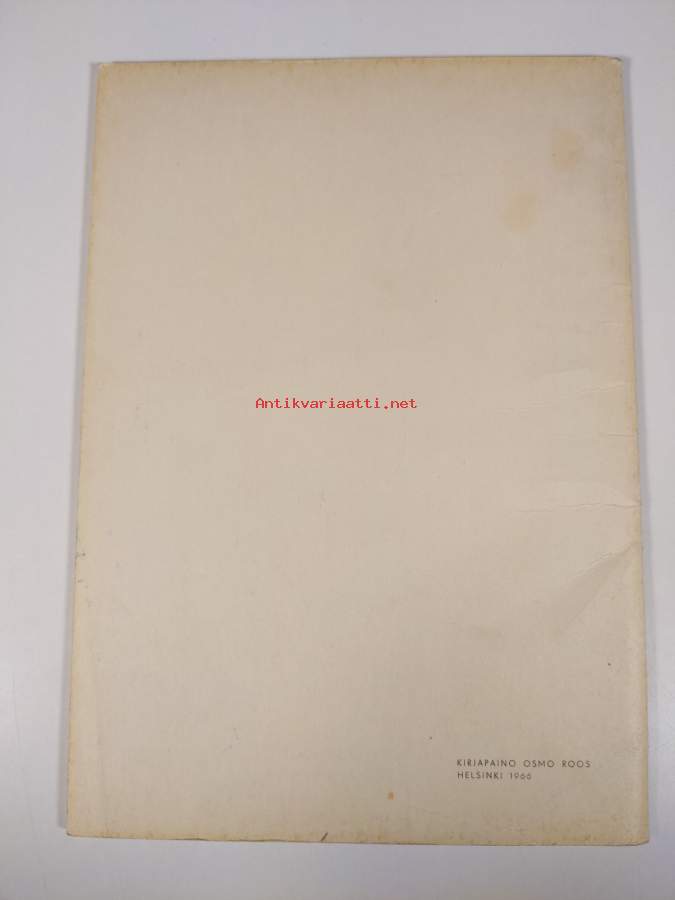 Antikvariaatti.net
KIRJAPAINO OSMO ROOS
HELSINKI 1966